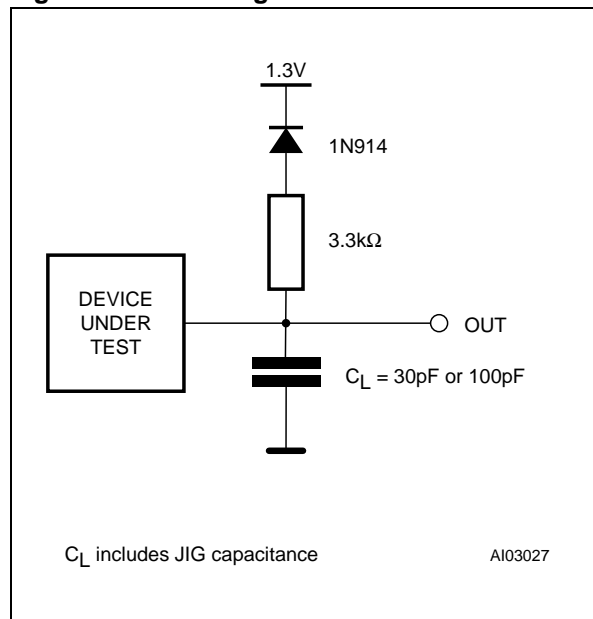 1.3V
1N914
3.3kΩ
DEVICE
UNDER
TEST
OUT
CL = 30pF or 100pF
CL includes JIG capacitance
AI03027